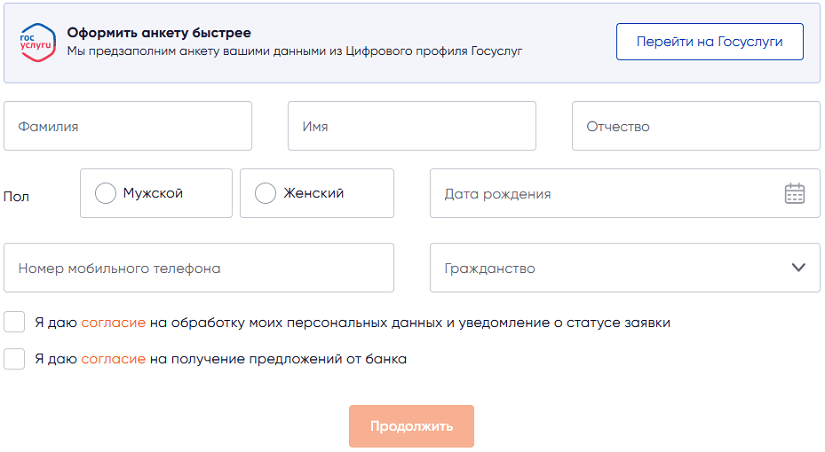 гос
услуги
Оформить анкету быстрее
Мы предзаполним анкету вашими данными из Цифрового профиля Госуслуг
Перейти на Госуслуги
Фамилия
Имя
Отчество
Пол
Мужской
Женский
Дата рождения
Номер мобильного телефона
Гражданство
Я даю согласие на обработку моих персональных данных и уведомление о статусе заявки
Я даю согласие на получение предложений от банка
Продолжить